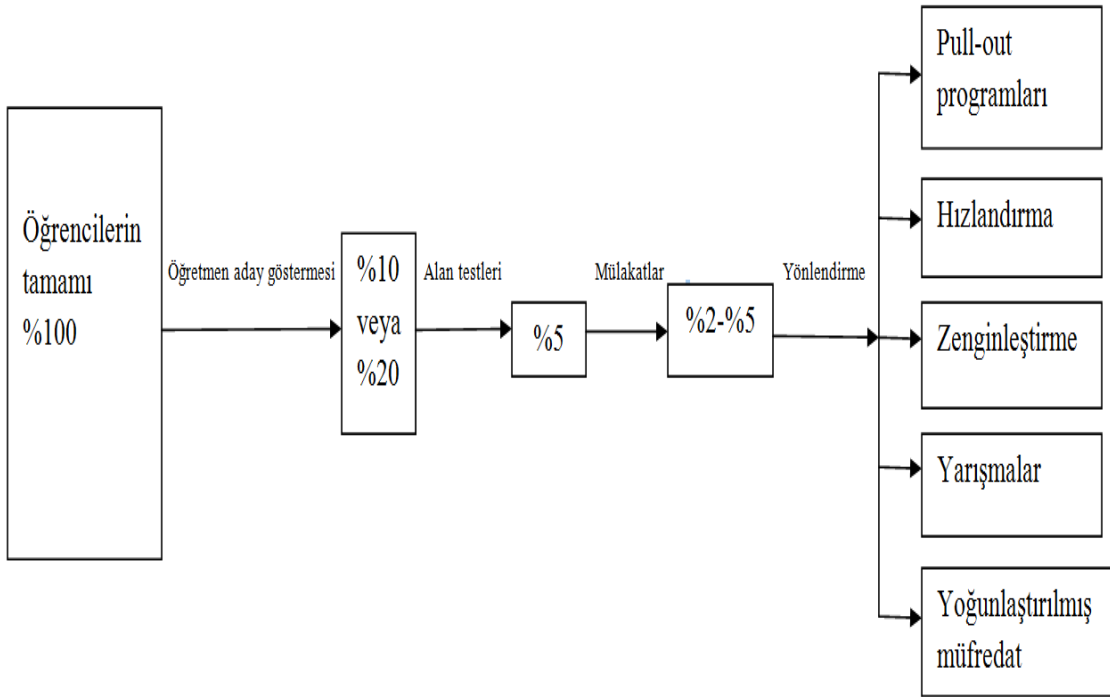 Öğrencilerin
tamamı
%100
Öğretmen aday göstermesi
%10
veya
%20
Alan testleri
%5
Mülakatlar
%2-%5
Yönlendirme
Pull-out
programları
Hızlandırma
Zenginleştirme
Yarışmalar
Yoğunlaştırılmış
müfredat